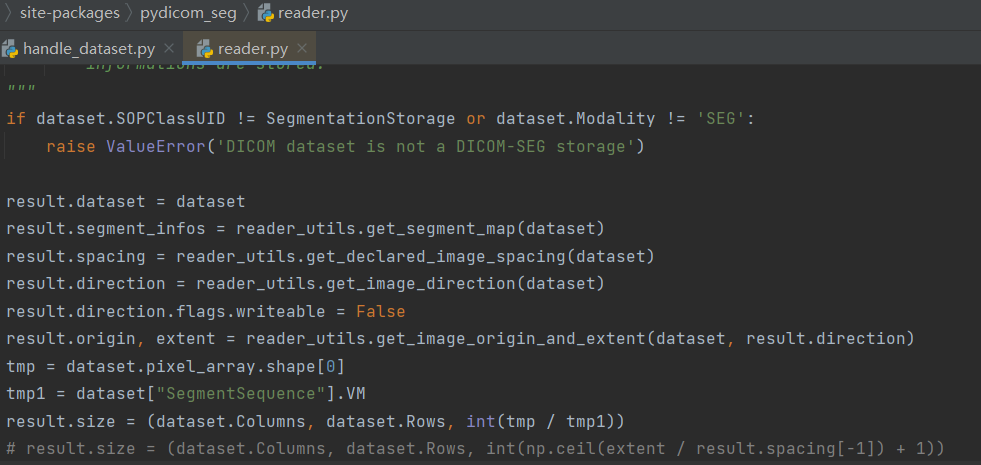 site-packages pydicom_seg reader.py
handle_dataset.py × reader.py ×
informations are stored.
"""
if dataset.SOPClassUID != SegmentationStorage or dataset.Modality != 'SEG':
    raise ValueError('DICOM dataset is not a DICOM-SEG storage')
result.dataset = dataset
result.segment_infos = reader_utils.get_segment_map(dataset)
result.spacing = reader_utils.get_declared_image_spacing(dataset)
result.direction = reader_utils.get_image_direction(dataset)
result.direction.flags.writeable = False
result.origin, extent = reader_utils.get_image_origin_and_extent(dataset, result.direction)
tmp = dataset.pixel_array.shape[0]
tmp1 = dataset["SegmentSequence"].VM
result.size = (dataset.Columns, dataset.Rows, int(tmp / tmp1))
# result.size = (dataset.Columns, dataset.Rows, int(np.ceil(extent / result.spacing[-1]) + 1))